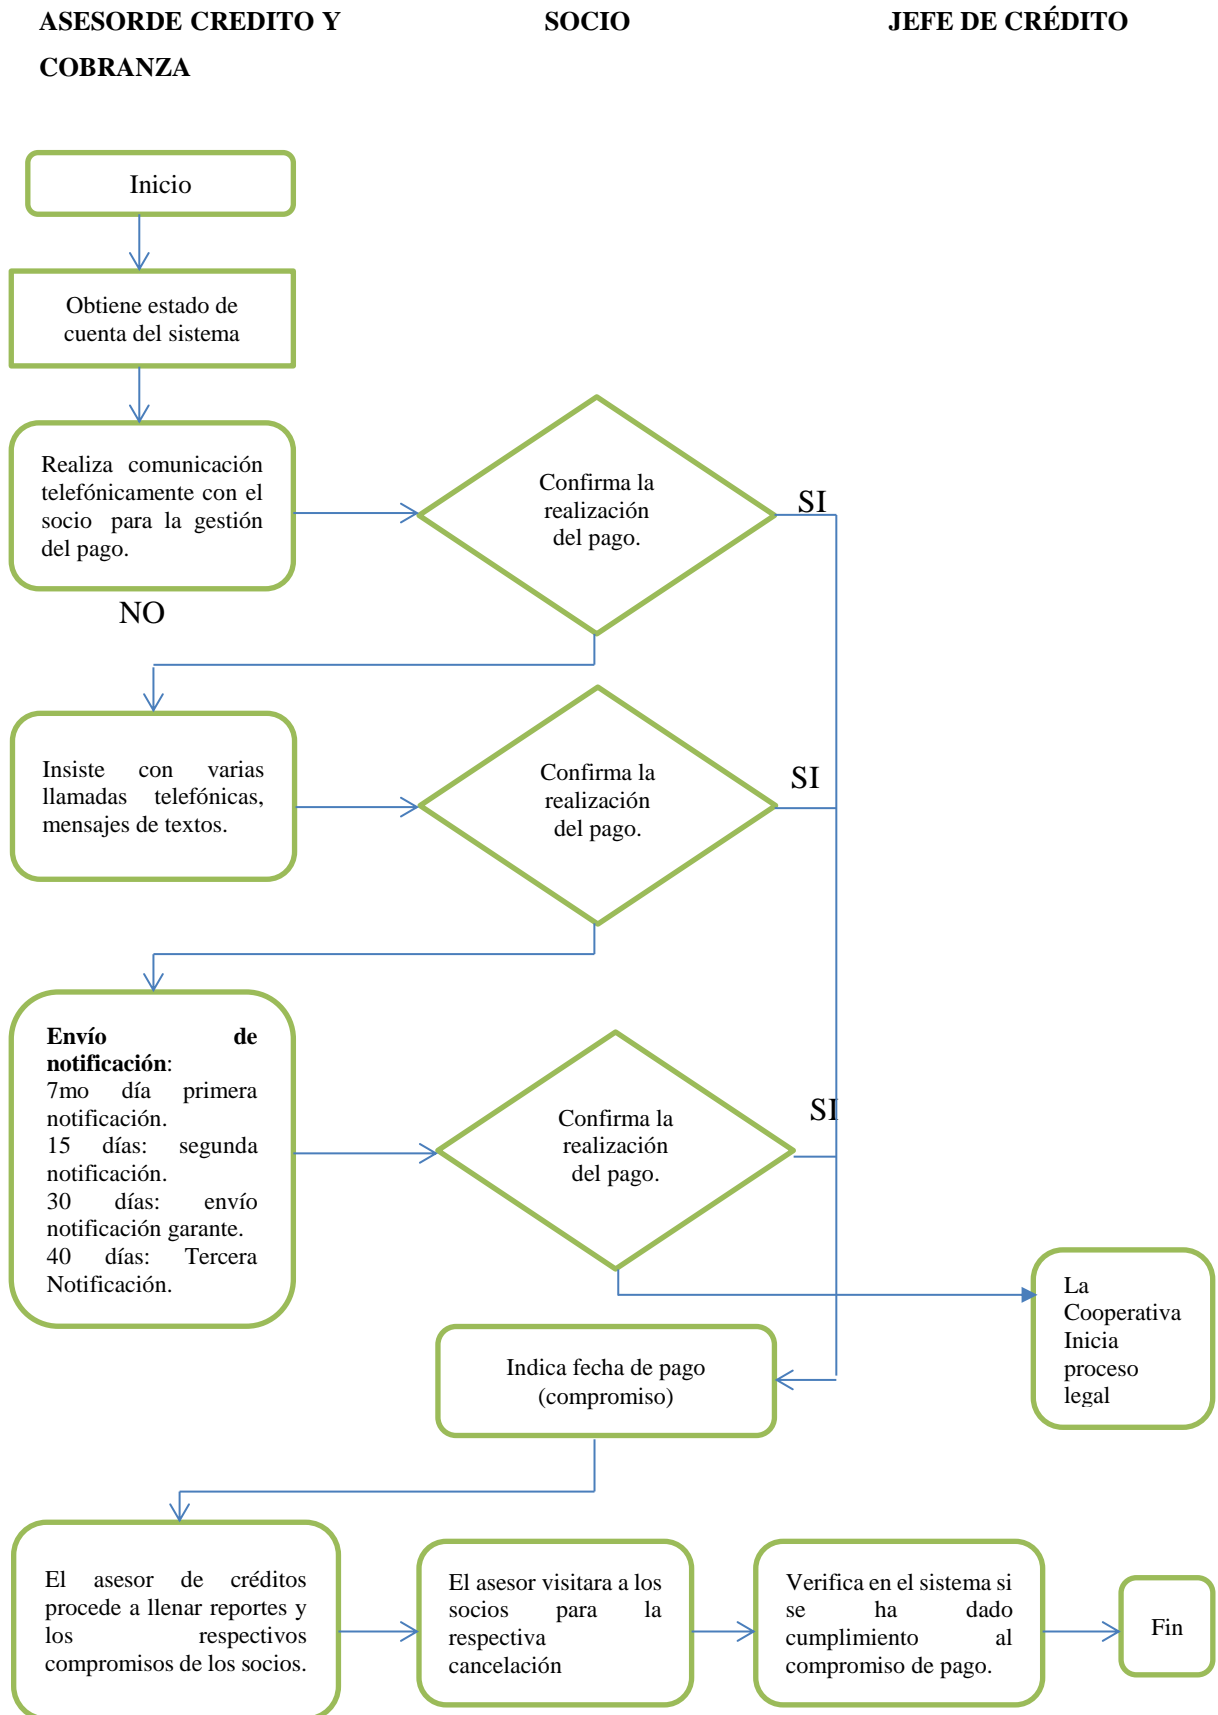 ASESORDE CREDITO Y
COBRANZA
SOCIO
JEFE DE CRÉDITO
Inicio
Obtiene estado de
cuenta del sistema
Realiza comunicación
telefónicamente con el
socio para la gestión
del pago.
Confirma la
realización
del pago.
SI
NO
Insiste con varias
llamadas telefónicas,
mensajes de textos.
Confirma la
realización
del pago.
SI
Envío de
notificación:
7mo día primera
notificación.
15 días: segunda
notificación.
30 días: envío
notificación garante.
40 días: Tercera
Notificación.
Confirma la
realización
del pago.
SI
La
Cooperativa
Inicia
proceso
legal
Indica fecha de pago
(compromiso)
El asesor de créditos
procede a llenar reportes y
los respectivos
compromisos de los socios.
El asesor visitara a los
socios para la
respectiva
cancelación
Verifica en el sistema si
se ha dado
cumplimiento al
compromiso de pago.
Fin